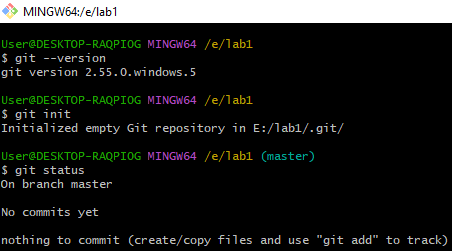 MINGW64:/e/lab1
User@DESKTOP-RAQPIOG MINGW64 /e/lab1
$ git --version
git version 2.55.0.windows.5
User@DESKTOP-RAQPIOG MINGW64 /e/lab1
$ git init
Initialized empty Git repository in E:/lab1/.git/
User@DESKTOP-RAQPIOG MINGW64 /e/lab1 (master)
$ git status
On branch master
No commits yet
nothing to commit (create/copy files and use "git add" to track)